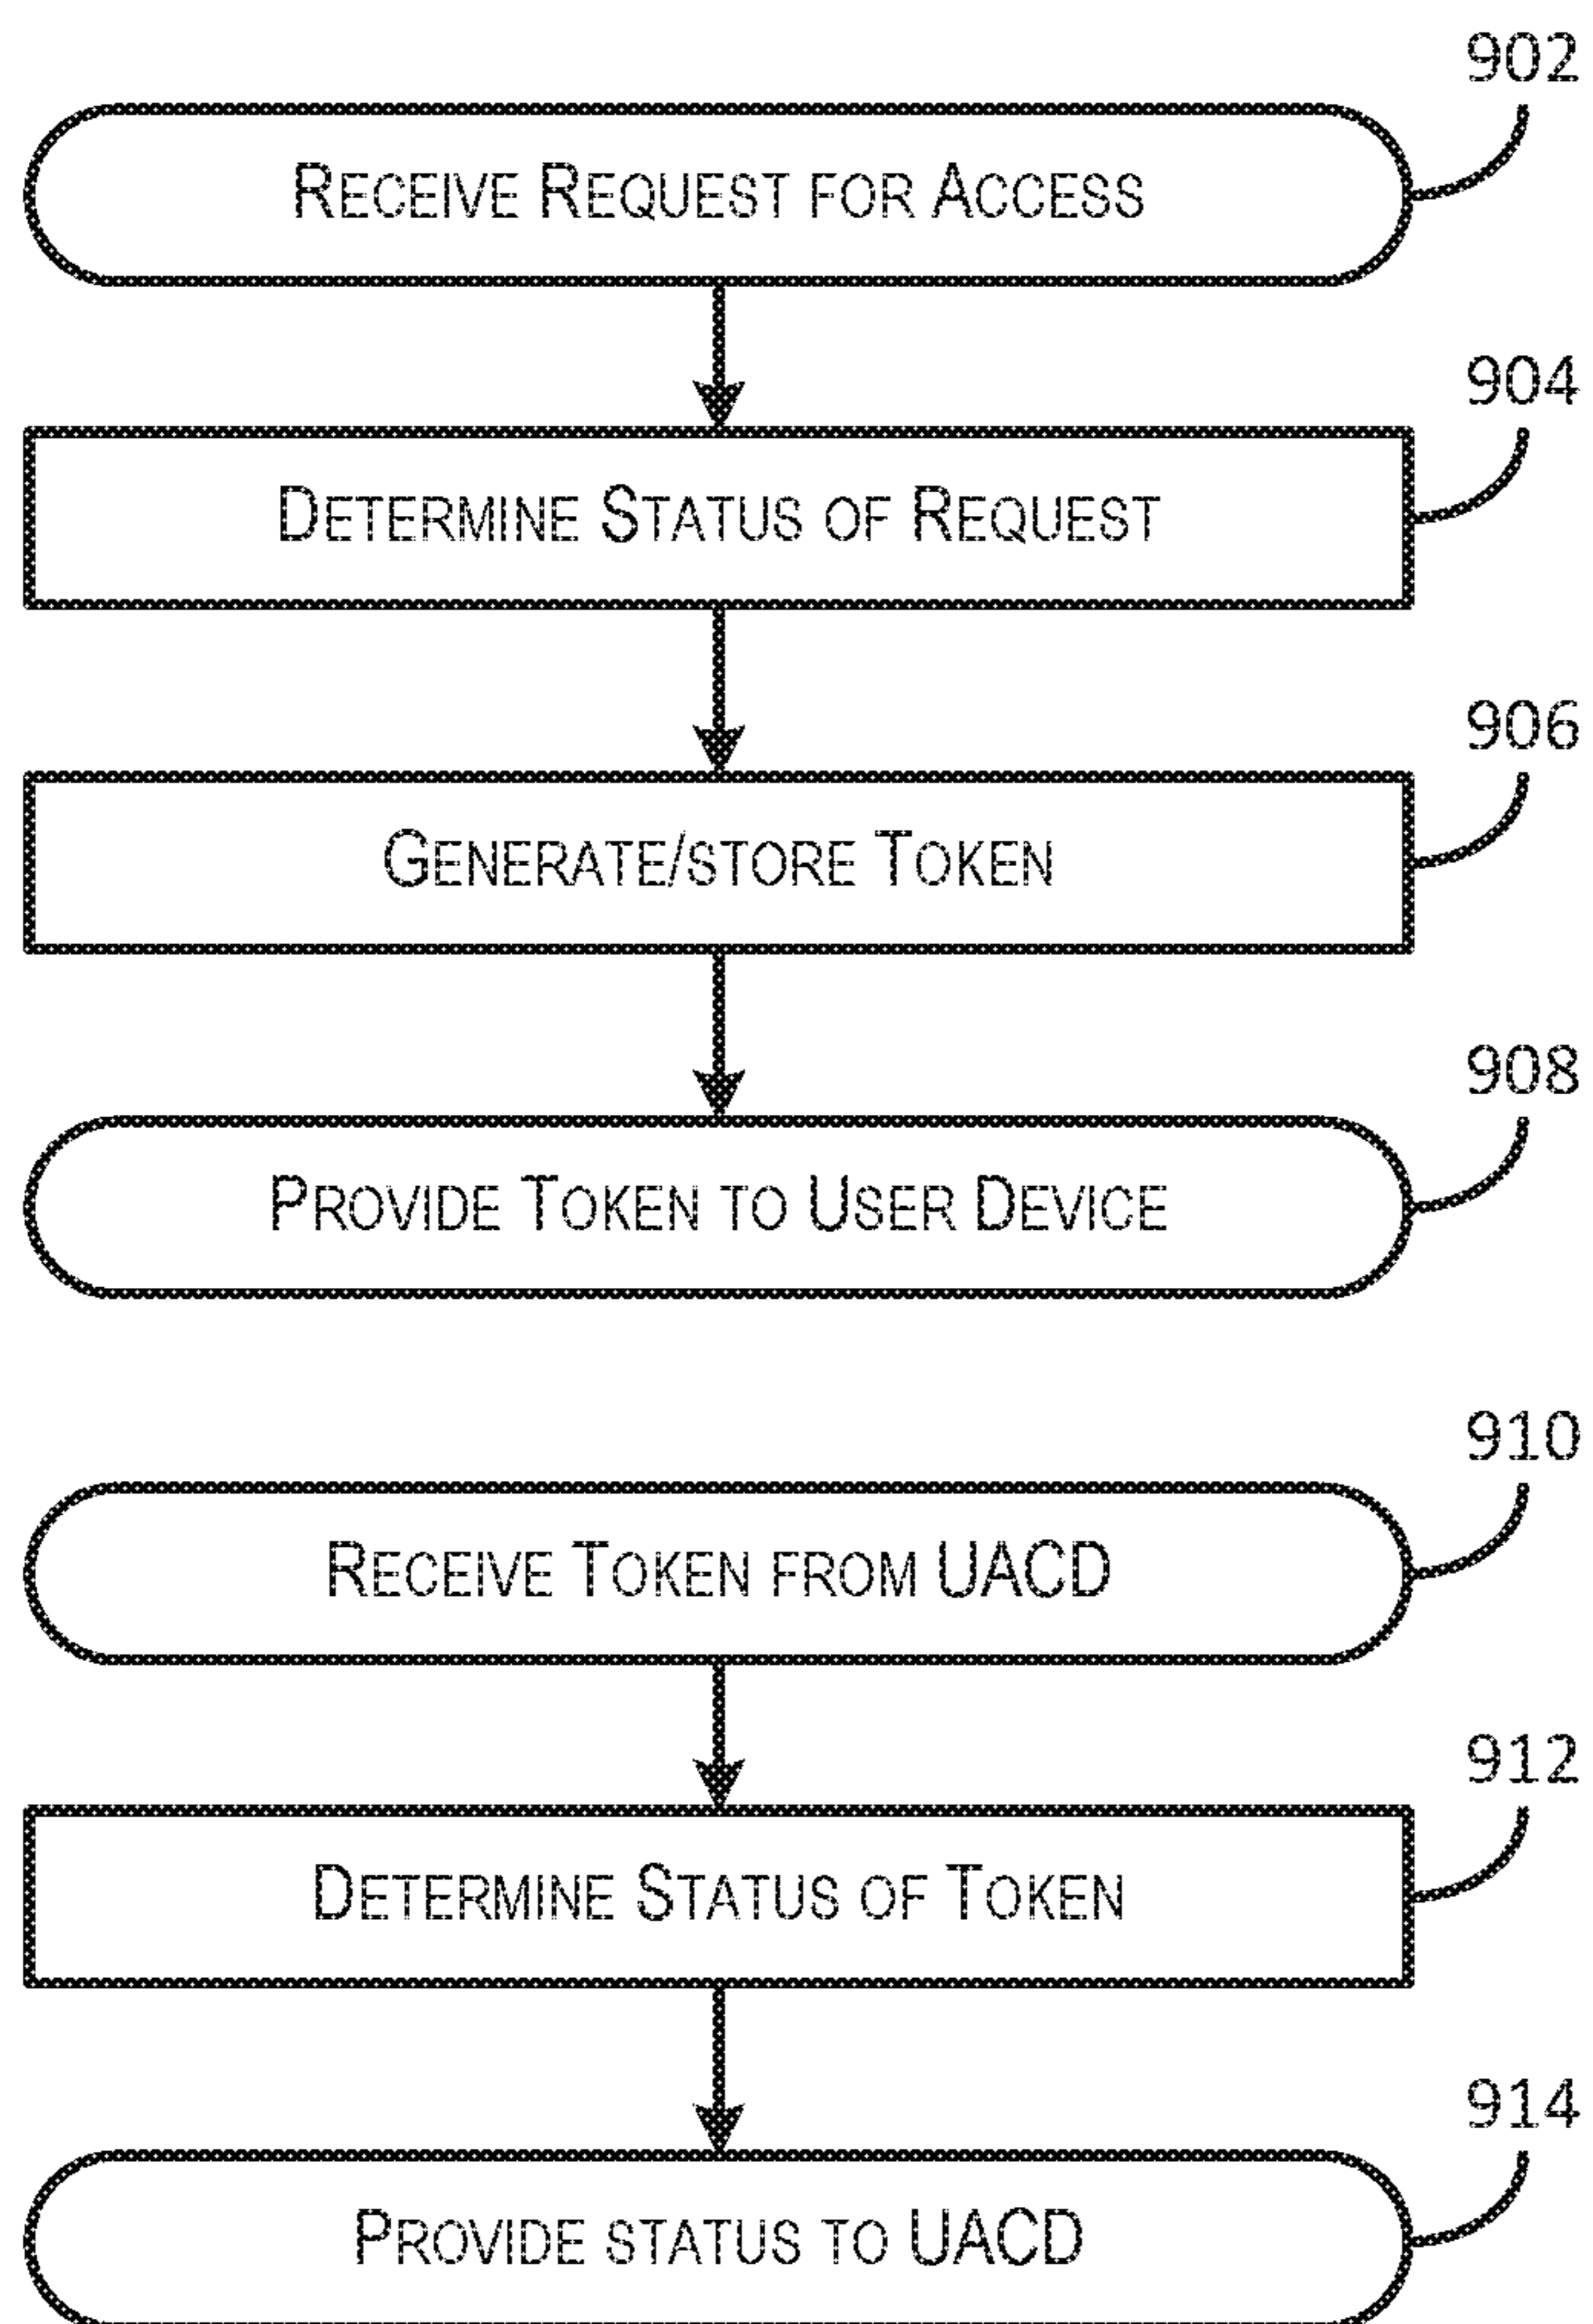 902
RECEIVE REQUEST FOR ACCESS
904
DETERMINE STATUS OF REQUEST
906
GENERATE/STORE TOKEN
908
PROVIDE TOKEN TO USER DEVICE
910
RECEIVE TOKEN FROM UACD
912
DETERMINE STATUS OF TOKEN
914
PROVIDE STATUS TO UACD